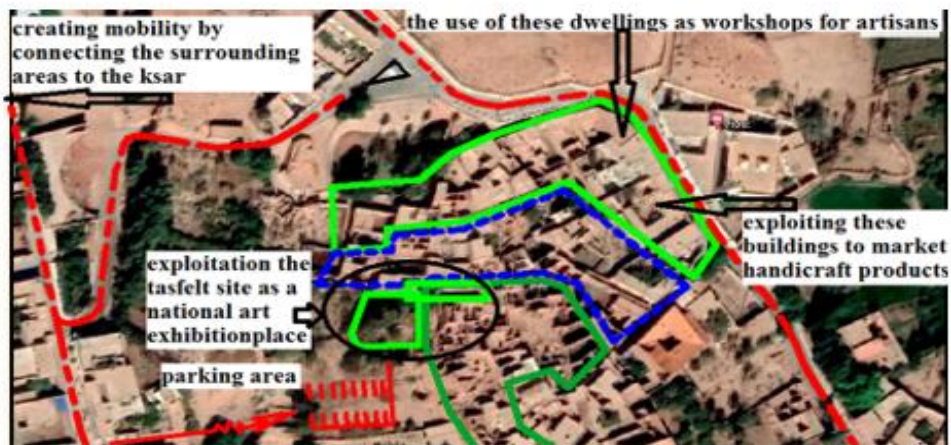 creating mobility by
connecting the surrounding
areas to the ksar
the use of these dwellings as workshops for artisans
exploiting these
buildings to market
handicraft products
exploitation the
tasfelt site as a
national art
exhibitionplace
parking area